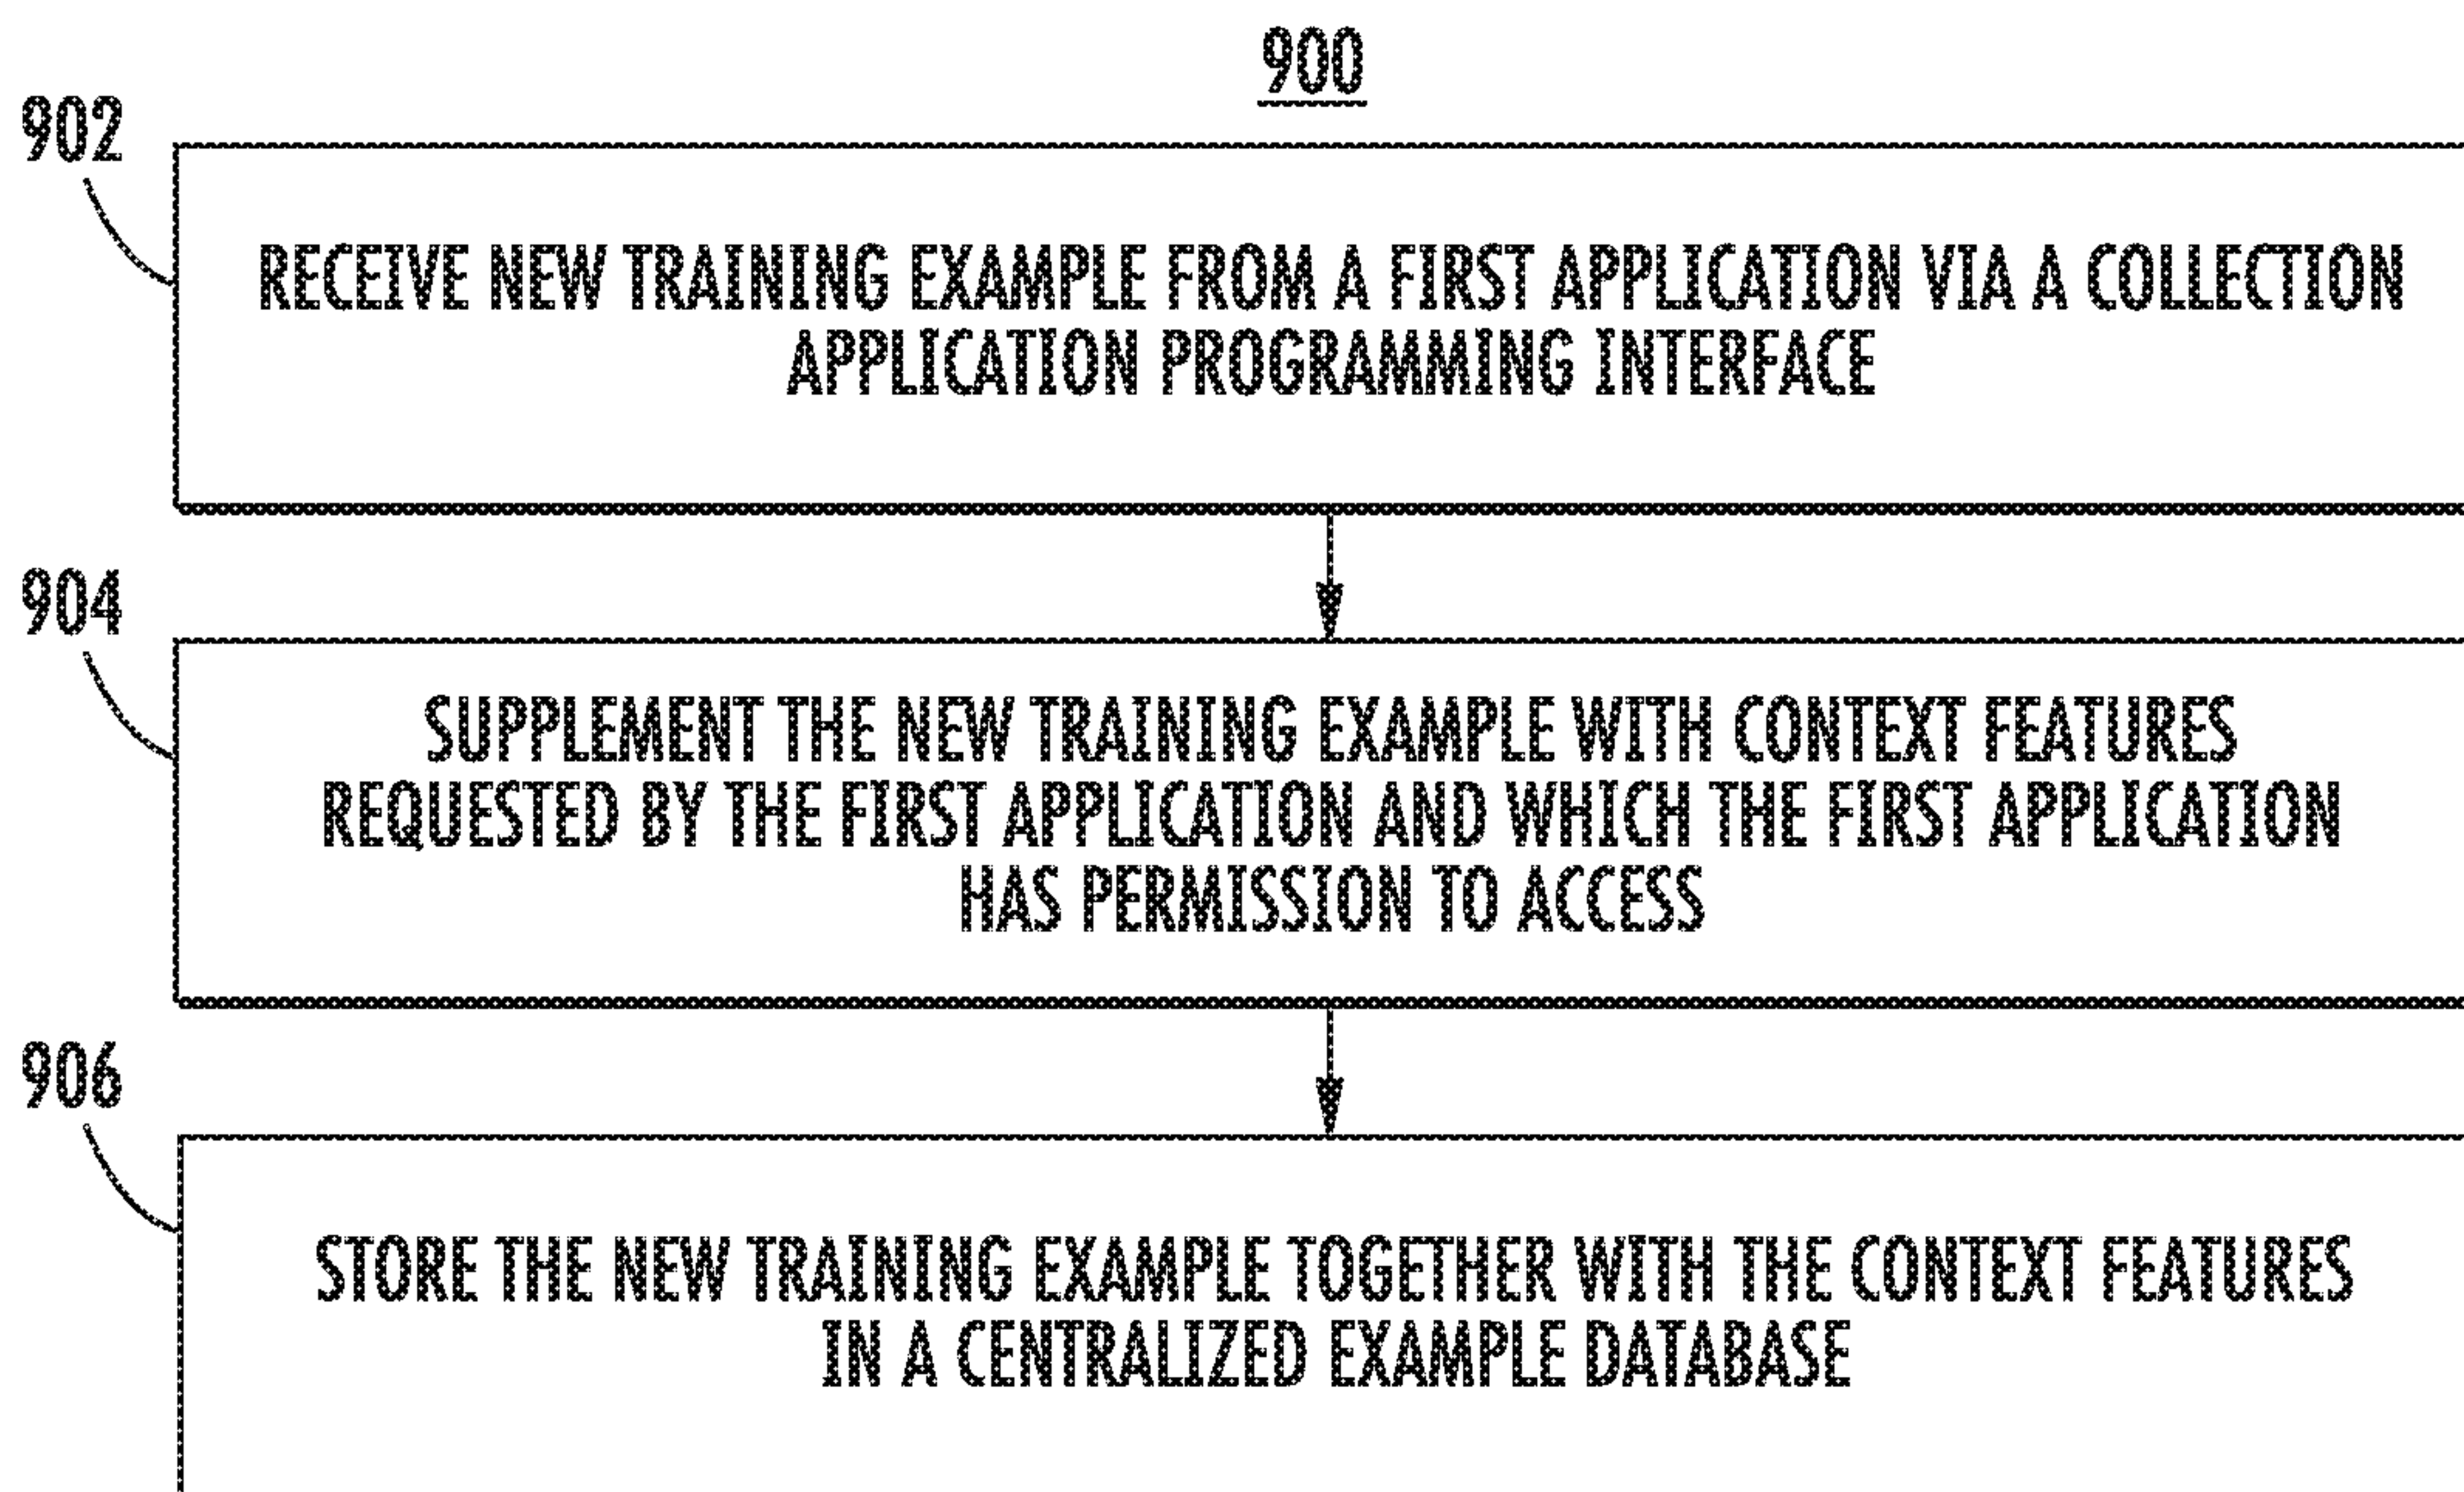 900
902
RECEIVE NEW TRAINING EXAMPLE FROM A FIRST APPLICATION VIA A COLLECTION
APPLICATION PROGRAMMING INTERFACE
904
SUPPLEMENT THE NEW TRAINING EXAMPLE WITH CONTEXT FEATURES
REQUESTED BY THE FIRST APPLICATION AND WHICH THE FIRST APPLICATION
HAS PERMISSION TO ACCESS
906
STORE THE NEW TRAINING EXAMPLE TOGETHER WITH THE CONTEXT FEATURES
IN A CENTRALIZED EXAMPLE DATABASE